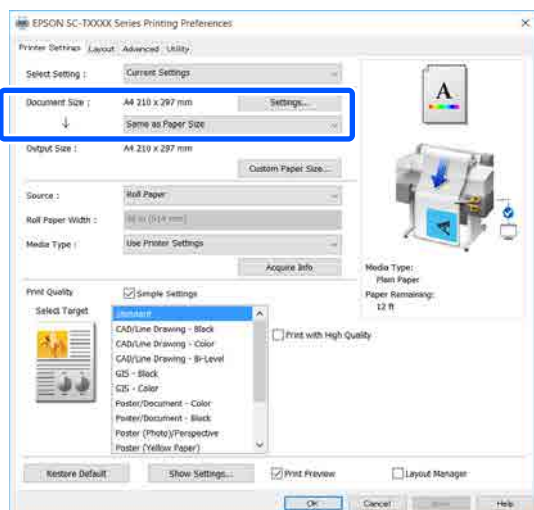 EPSON SC-TXXXX Series Printing Preferences
Printer Settings Layout Advanced Utility
Select Setting : Current Settings
Document Size : A4 210 x 297 mm Settings...
↓ Same as Paper Size
Output Size : A4 210 x 297 mm
Custom Paper Size...
Source : Roll Paper
Roll Paper Width :
Media Type : Use Printer Settings
Acquire Info
Media Type:
Plain Paper
Paper Remaining:
12 ft
Print Quality Simple Settings
Select Target
Standard
CAD/Line Drawing - Black
CAD/Line Drawing - Color
CAD/Line Drawing - Bi-Level
GIS - Black
GIS - Color
Poster/Document - Color
Poster/Document - Black
Poster (Photo)/Perspective
Poster (Yellow Paper)
Print with High Quality
Restore Default Show Settings... Print Preview Layout Manager
OK Cancel Help
A
A